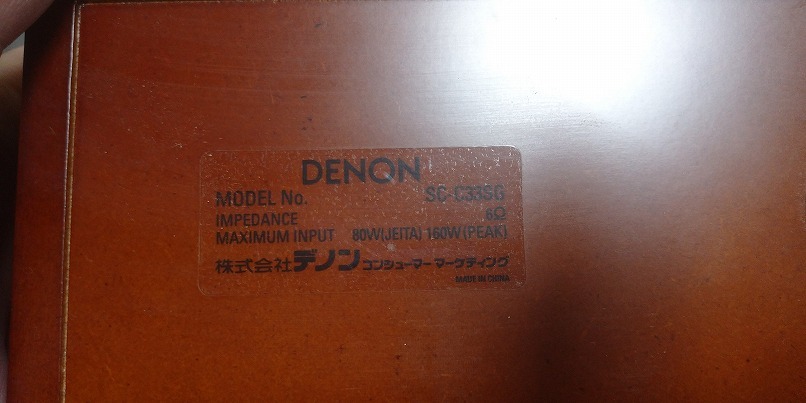 DENON
MODEL No. SC-C33SG
IMPEDANCE 6Ω
MAXIMUM INPUT 80W(JEITA) 160W(PEAK)
株式会社デノン コンシューマー マーケティング
MADE IN CHINA